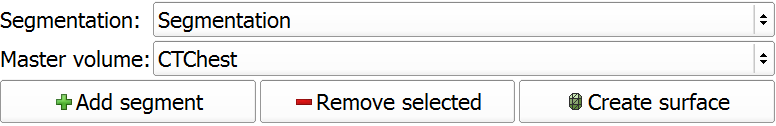 Segmentation: Segmentation
Master volume: CTChest
Add segment Remove selected Create surface